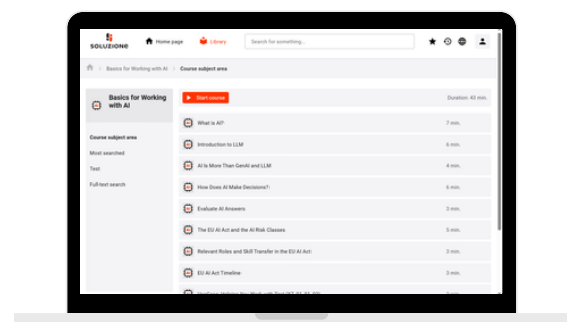 SOLUZIONE
Home page
Library
Search for something...
Basics for Working with AI
Course subject area
Basics for Working
with AI
Start course
Duration: 43 min.
Course subject area
Most searched
Test
Full-text search
What is AI?
7 min.
Introduction to LLM
6 min.
AI Is More Than GenAI and LLM
4 min.
How Does AI Make Decisions?
6 min.
Evaluate AI Answers
3 min.
The EU AI Act and the AI Risk Classes
5 min.
Relevant Roles and Skill Transfer in the EU AI Act
3 min.
EU AI Act Timeline
3 min.